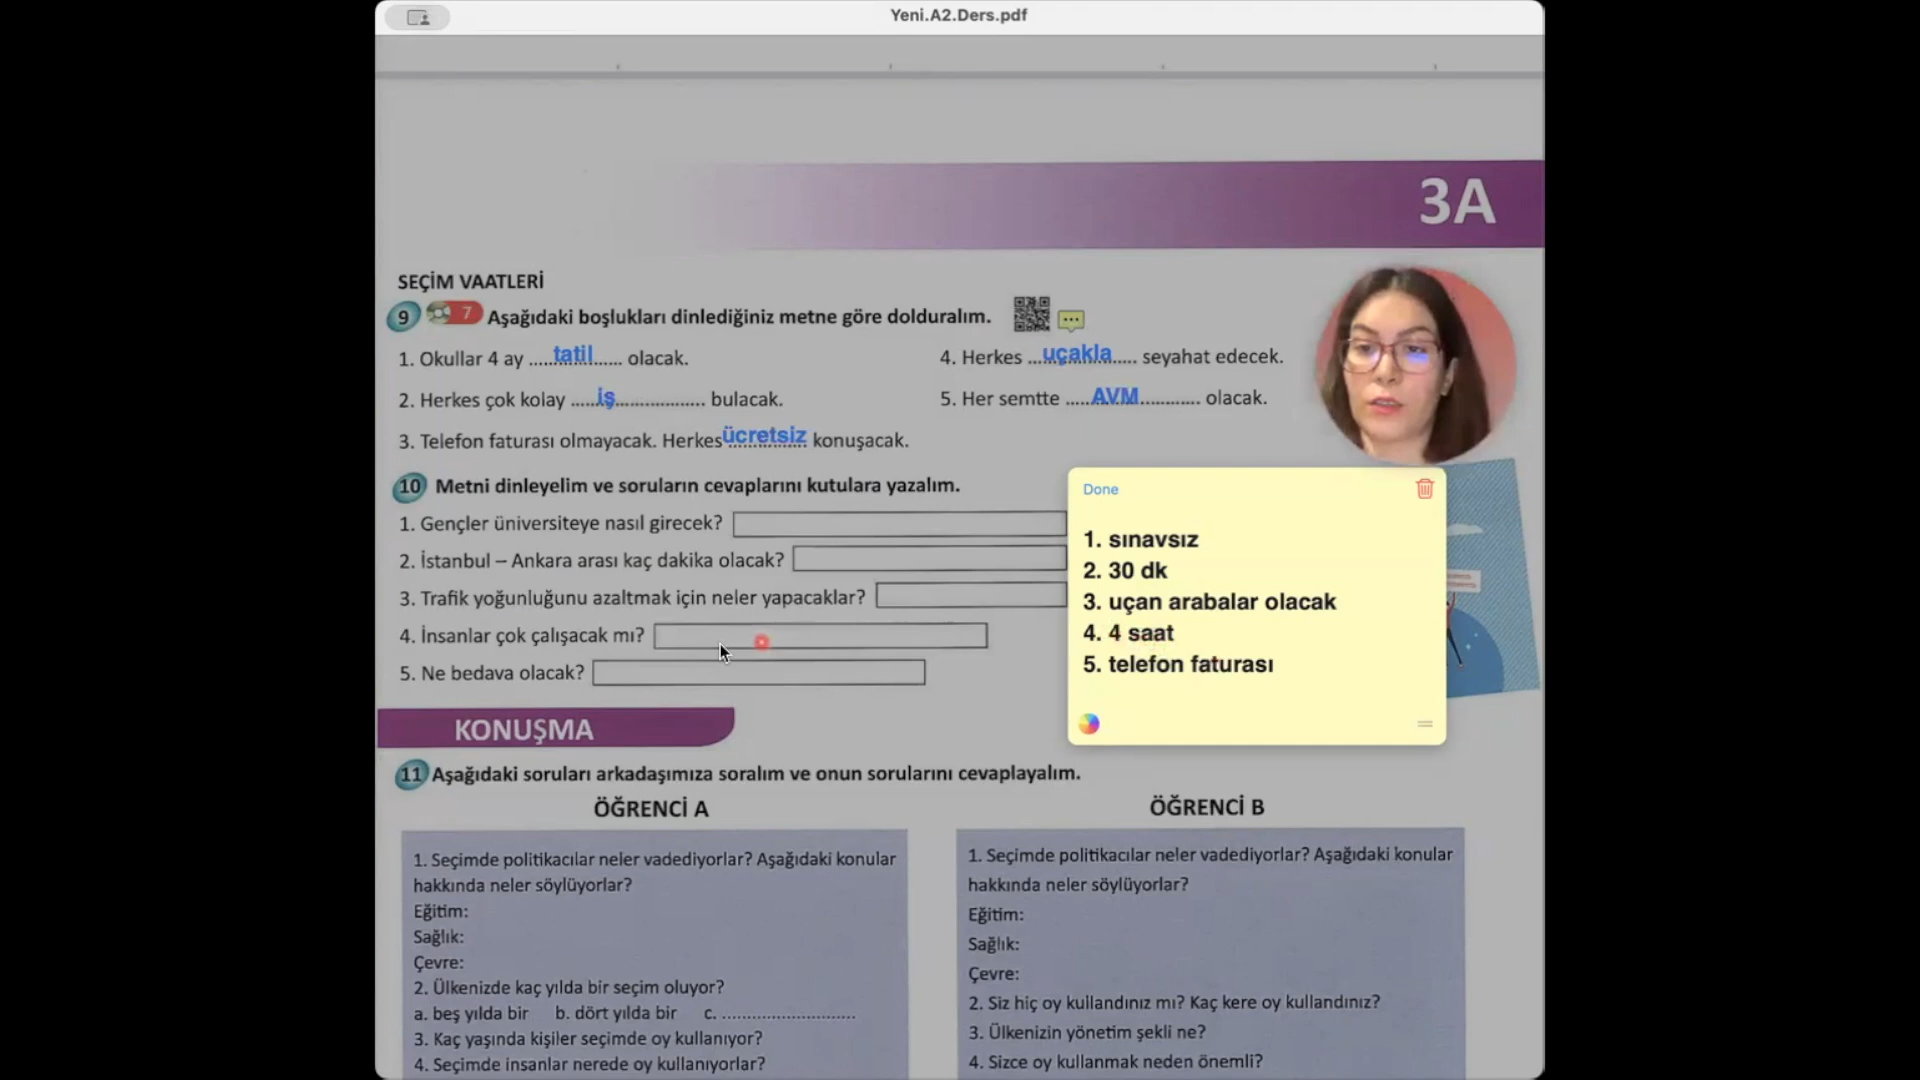 Yeni.A2.Ders.pdf
3A
SEÇİM VAATLERİ
9 7 Aşağıdaki boşlukları dinlediğiniz metne göre dolduralım.
1. Okullar 4 ay .....tatil...... olacak.
2. Herkes çok kolay .....iş................. bulacak.
3. Telefon faturası olmayacak. Herkes ücretsiz konuşacak.
4. Herkes ...uçakla..... seyahat edecek.
5. Her semtte .....AVM............ olacak.
10 Metni dinleyelim ve soruların cevaplarını kutulara yazalım.
1. Gençler üniversiteye nasıl girecek?
2. İstanbul – Ankara arası kaç dakika olacak?
3. Trafik yoğunluğunu azaltmak için neler yapacaklar?
4. İnsanlar çok çalışacak mı?
5. Ne bedava olacak?
Done
1. sınavsız
2. 30 dk
3. uçan arabalar olacak
4. 4 saat
5. telefon faturası
KONUŞMA
11 Aşağıdaki soruları arkadaşımıza soralım ve onun sorularını cevaplayalım.
ÖĞRENCİ A
1. Seçimde politikacılar neler vadediyorlar? Aşağıdaki konular
hakkında neler söylüyorlar?
Eğitim:
Sağlık:
Çevre:
2. Ülkenizde kaç yılda bir seçim oluyor?
a. beş yılda bir b. dört yılda bir c. ...........................
3. Kaç yaşında kişiler seçimde oy kullanıyor?
4. Seçimde insanlar nerede oy kullanıyorlar?
ÖĞRENCİ B
1. Seçimde politikacılar neler vadediyorlar? Aşağıdaki konular
hakkında neler söylüyorlar?
Eğitim:
Sağlık:
Çevre:
2. Siz hiç oy kullandınız mı? Kaç kere oy kullandınız?
3. Ülkenizin yönetim şekli ne?
4. Sizce oy kullanmak neden önemli?